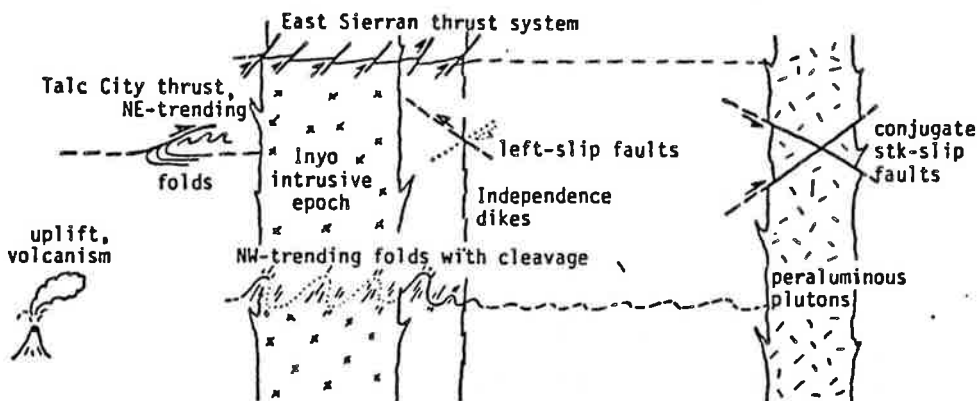 East Sierran thrust system
Talc City thrust,
NE-trending
folds
Inyo
intrusive
epoch
left-slip faults
Independence
dikes
conjugate
stk-slip
faults
uplift,
volcanism
NW-trending folds with cleavage
peraluminous
plutons